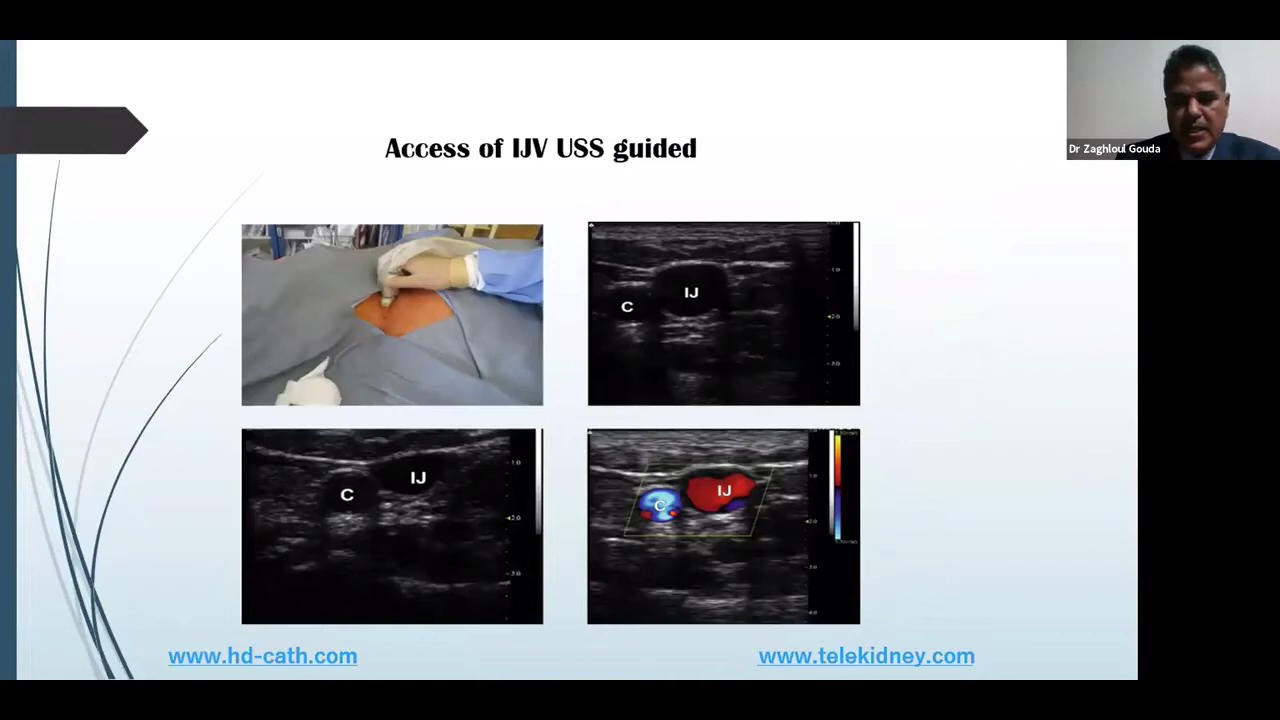 Dr Zaghloul Gouda
Access of IJV USS guided
C
IJ
C
IJ
C
IJ
www.hd-cath.com
www.telekidney.com